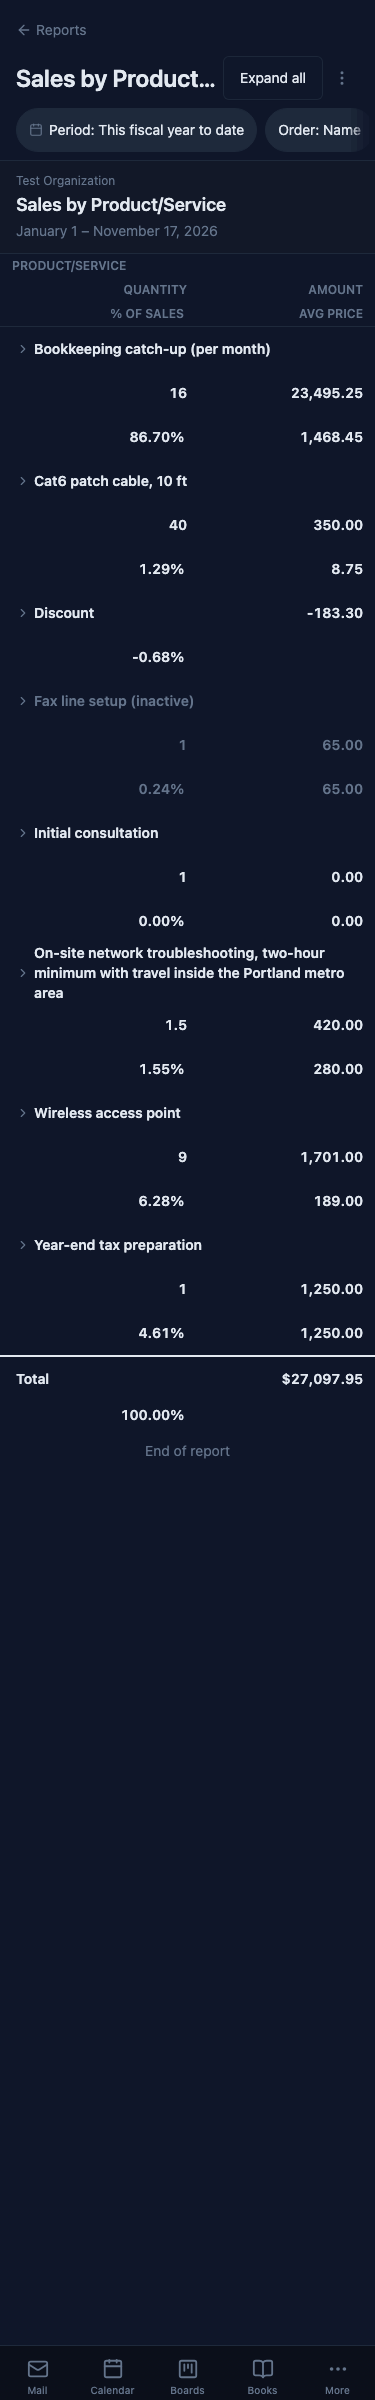 Reports
Sales by Product... Expand all
Period: This fiscal year to date Order: Name
Test Organization
Sales by Product/Service
January 1 – November 17, 2026
PRODUCT/SERVICE
QUANTITY AMOUNT
% OF SALES AVG PRICE
Bookkeeping catch-up (per month)
16 23,495.25
86.70% 1,468.45
Cat6 patch cable, 10 ft
40 350.00
1.29% 8.75
Discount -183.30
-0.68%
Fax line setup (inactive)
1 65.00
0.24% 65.00
Initial consultation
1 0.00
0.00% 0.00
On-site network troubleshooting, two-hour
minimum with travel inside the Portland metro
area
1.5 420.00
1.55% 280.00
Wireless access point
9 1,701.00
6.28% 189.00
Year-end tax preparation
1 1,250.00
4.61% 1,250.00
Total $27,097.95
100.00%
End of report
Mail Calendar Boards Books More